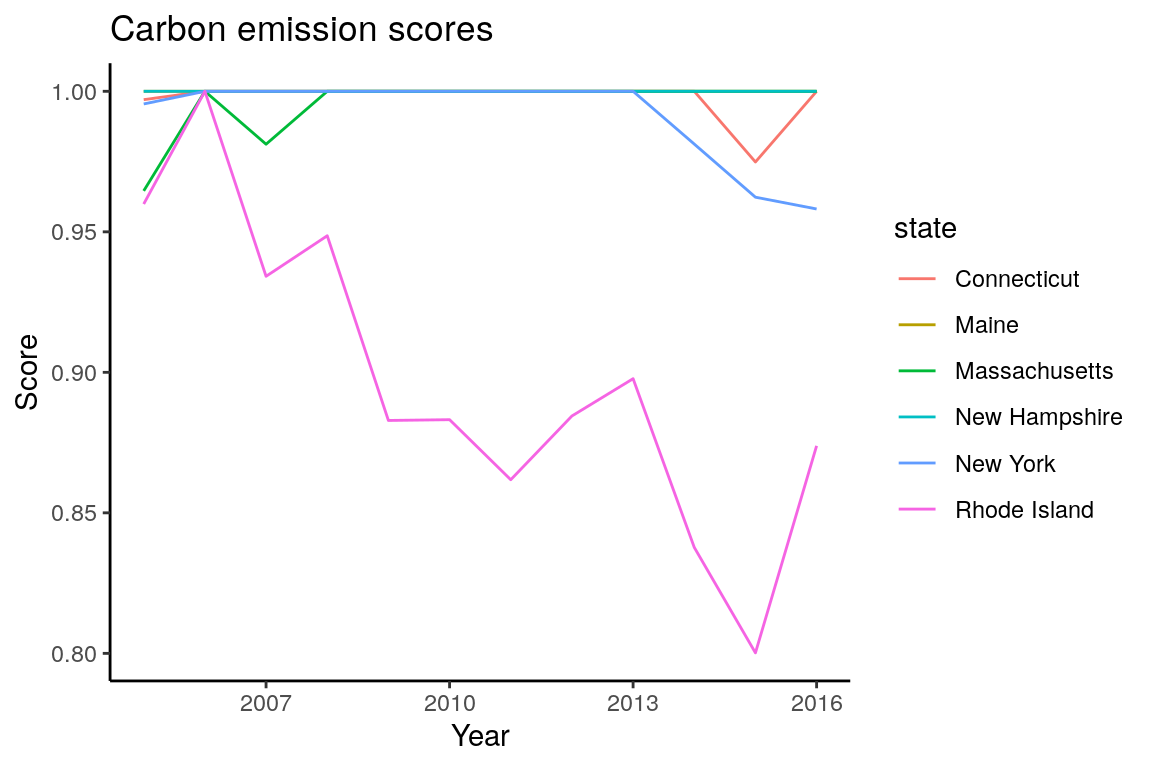 Carbon emission scores
1.00
0.95
0.90
0.85
0.80
Score
2007 2010 2013 2016
Year
state
Connecticut
Maine
Massachusetts
New Hampshire
New York
Rhode Island